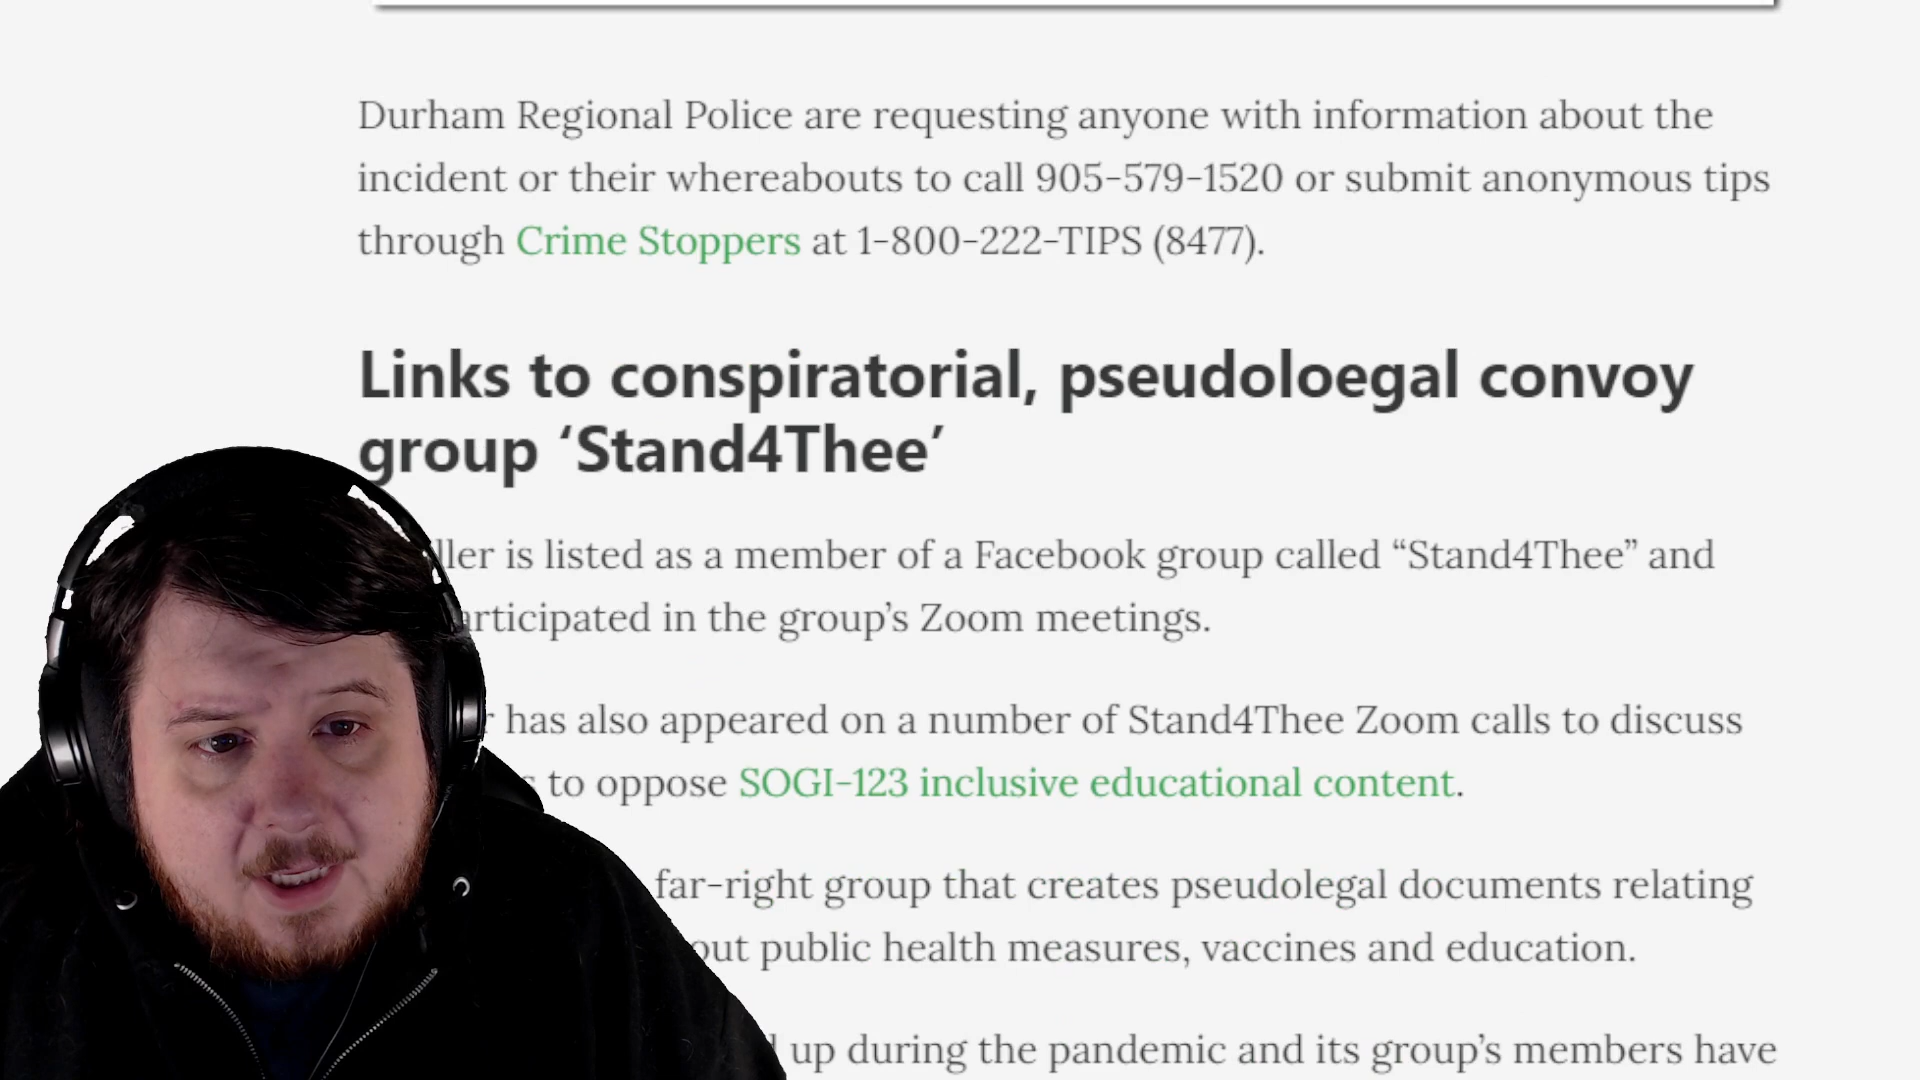 Durham Regional Police are requesting anyone with information about the
incident or their whereabouts to call 905-579-1520 or submit anonymous tips
through Crime Stoppers at 1-800-222-TIPS (8477).
Links to conspiratorial, pseudoloegal convoy
group ‘Stand4Thee’
is listed as a member of a Facebook group called “Stand4Thee” and
in the group’s Zoom meetings.
has also appeared on a number of Stand4Thee Zoom calls to discuss
to oppose SOGI-123 inclusive educational content.
far-right group that creates pseudolegal documents relating
public health measures, vaccines and education.
up during the pandemic and its group’s members have